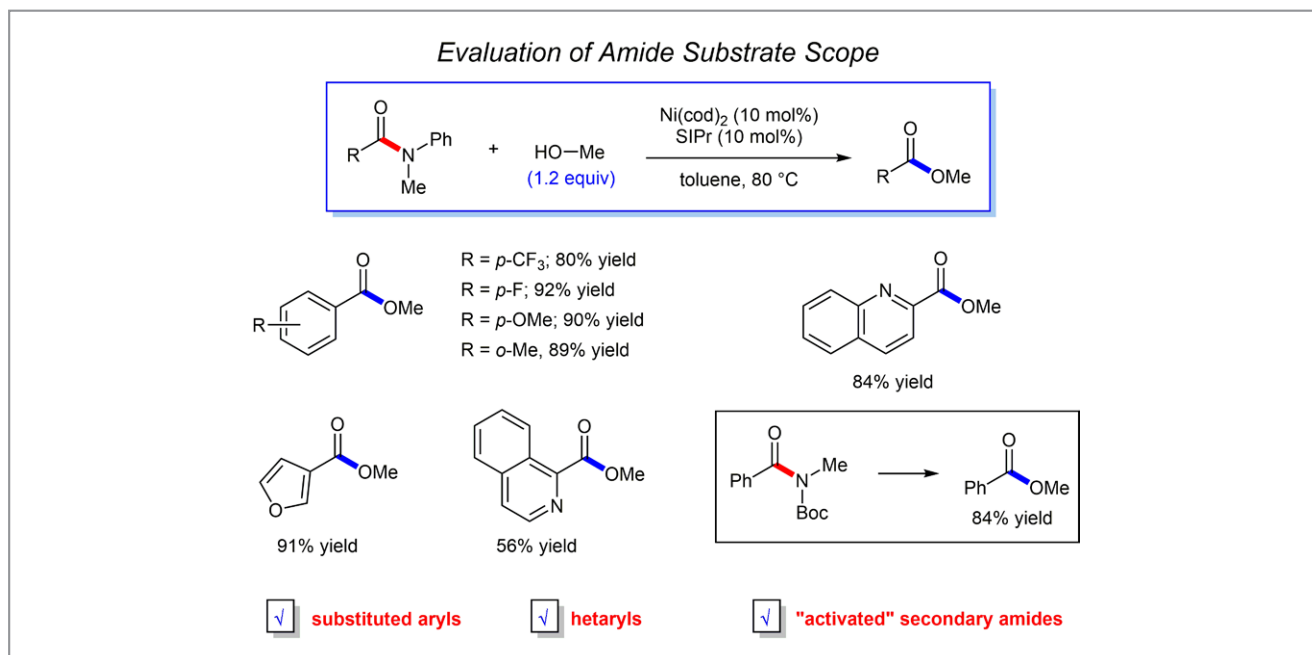 Evaluation of Amide Substrate Scope
O
R
N
Ph
Me
+
HO—Me
(1.2 equiv)
Ni(cod)2 (10 mol%)
SIPr (10 mol%)
toluene, 80 °C
O
R
OMe
O
OMe
R
R = p-CF3; 80% yield
R = p-F; 92% yield
R = p-OMe; 90% yield
R = o-Me, 89% yield
O
N
OMe
84% yield
O
OMe
O
91% yield
O
OMe
N
56% yield
O
Ph
N
Me
Boc
O
Ph
OMe
84% yield
√ substituted aryls
√ hetaryls
√ "activated" secondary amides